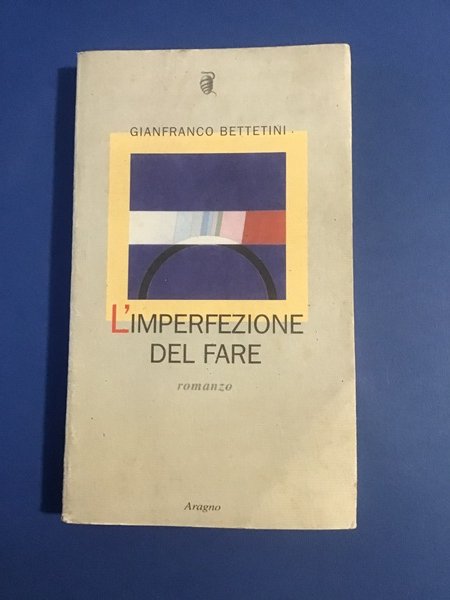 GIANFRANCO BETTETINI
L'IMPERFEZIONE
DEL FARE
romanzo
Aragno